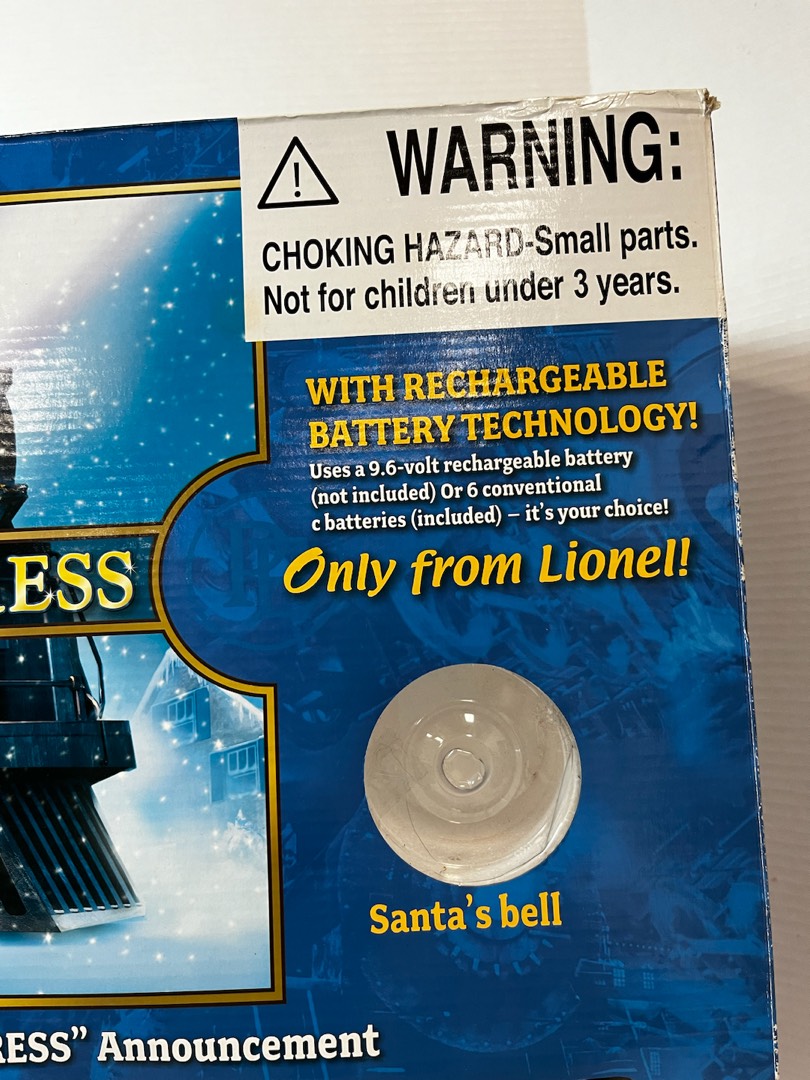 WARNING:
CHOKING HAZARD-Small parts.
Not for children under 3 years.
WITH RECHARGEABLE
BATTERY TECHNOLOGY!
Uses a 9.6-volt rechargeable battery
(not included) Or 6 conventional
c batteries (included) – it's your choice!
Only from Lionel!
ESS
Santa's bell
RESS” Announcement